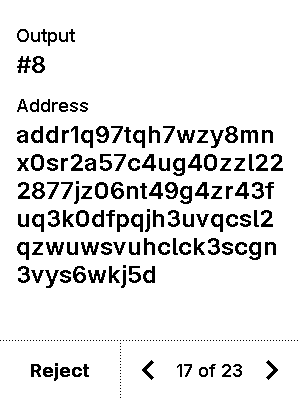 Output
#8
Address
addr1q97tqh7wzy8mn
x0sr2a57c4ug40zzl22
2877jz06nt49g4zr43f
uq3k0dfpqjh3uvqcsl2
qzwuwsvuhclck3scgn
3vys6wkj5d
Reject
17 of 23